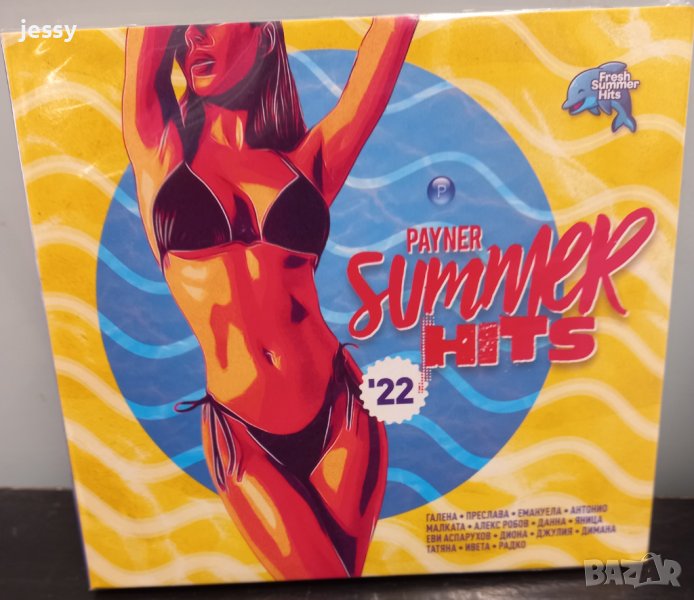 jessy
Fresh
Summer
Hits
P
PAYNER
SUMMER
HITS
'22
ГАЛЕНА • ПРЕСЛАВА • ЕМАНУЕЛА • АНТОНИО
МАЛКАТА • АЛЕКС РОБОВ • ДАННА • ЯНИЦА
ЕВИ АСПАРУХОВ • ДИОНА • ДЖУЛИЯ • ДИМАНА
ТАТЯНА • ИВЕТА • РАДКО
BAZAR